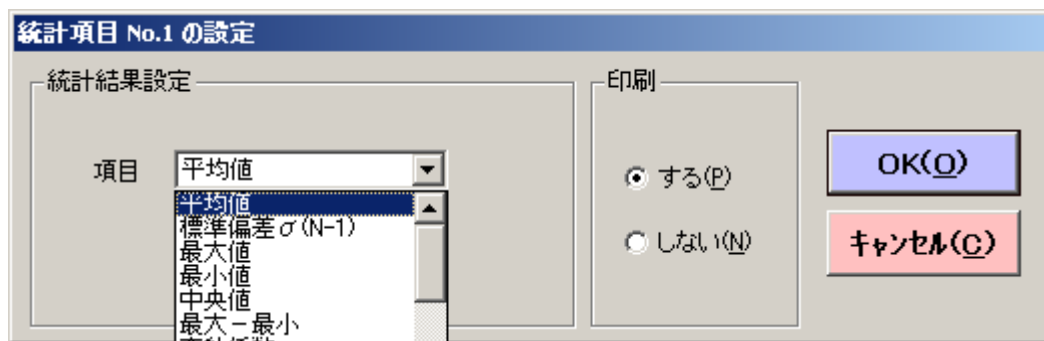 統計項目 No.1 の設定
統計結果設定
項目
平均値
平均値
標準偏差σ(N-1)
最大値
最小値
中央値
最大－最小
印刷
する(P)
しない(N)
OK(O)
キャンセル(C)